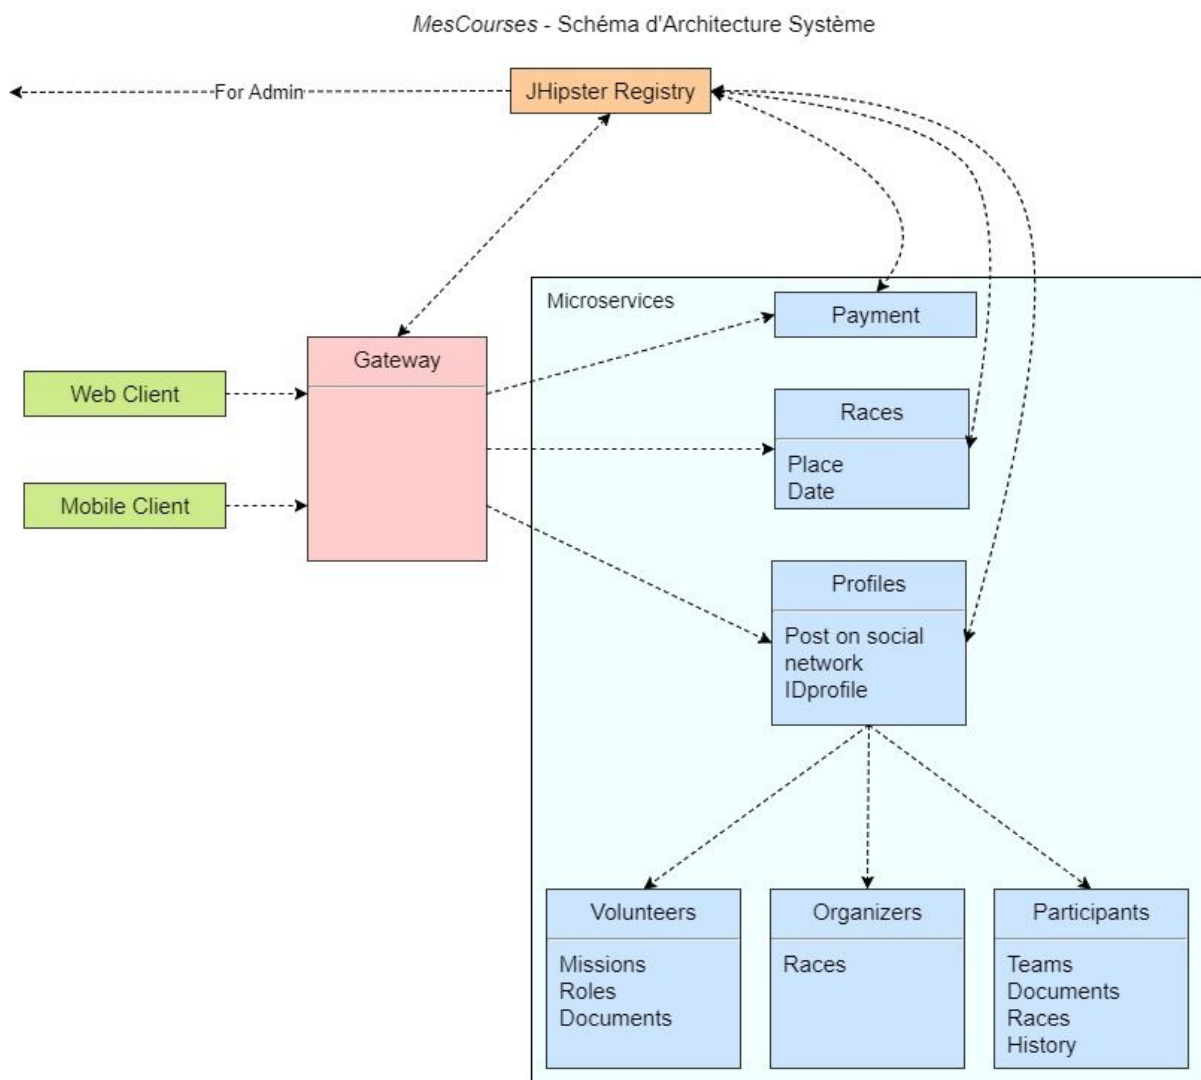 MesCourses - Schéma d'Architecture Système
For Admin
JHipster Registry
Microservices
Payment
Gateway
Web Client
Races
Place
Date
Mobile Client
Profiles
Post on social
network
IDprofile
Volunteers
Missions
Roles
Documents
Organizers
Races
Participants
Teams
Documents
Races
History